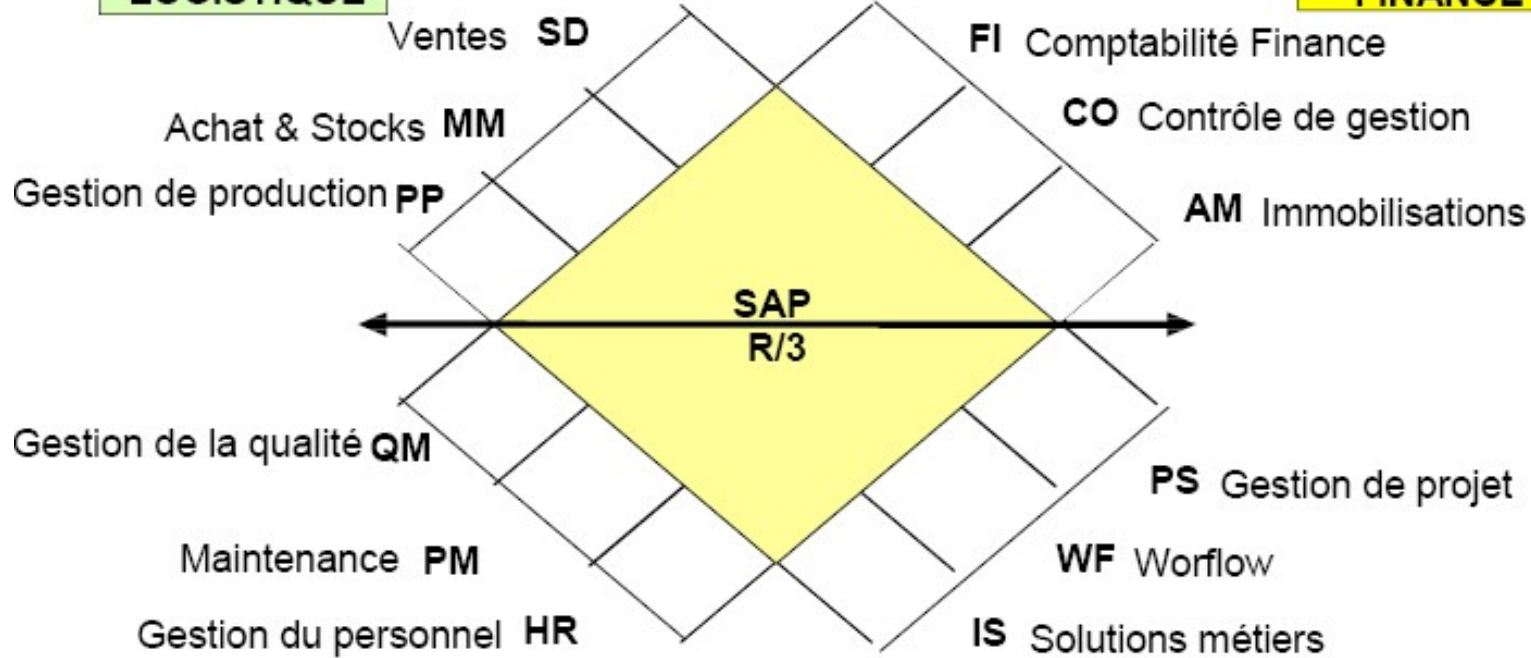 LOGISTIQUE
FINANCE
Ventes SD
FI Comptabilité Finance
Achat & Stocks MM
CO Contrôle de gestion
Gestion de production PP
AM Immobilisations
SAP
R/3
Gestion de la qualité QM
PS Gestion de projet
Maintenance PM
WF Worflow
Gestion du personnel HR
IS Solutions métiers